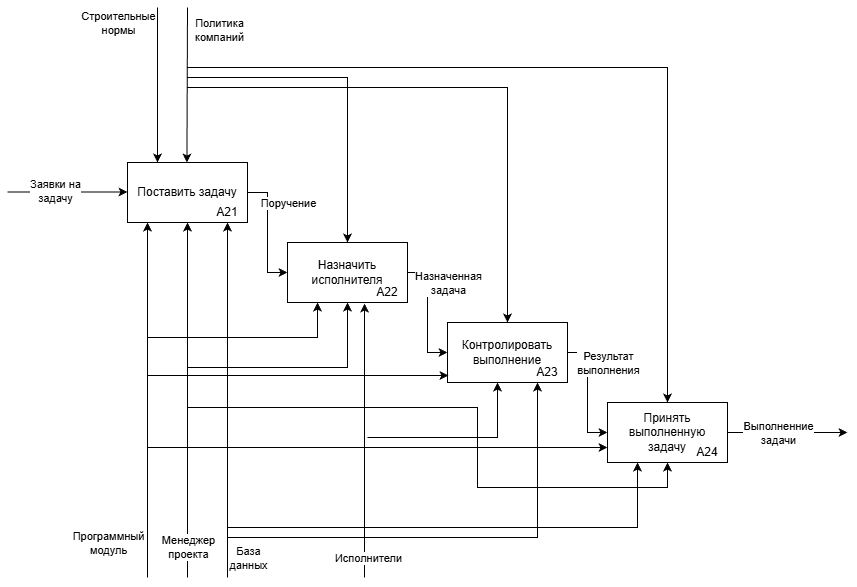 Строительные
нормы
Политика
компаний
Заявки на
задачу
Поставить задачу
A21
Поручение
Назначить
исполнителя
A22
Назначенная
задача
Контролировать
выполнение
A23
Результат
выполнения
Принять
выполненную
задачу
A24
Выполненние
задачи
Программный
модуль
Менеджер
проекта
База
данных
Исполнители